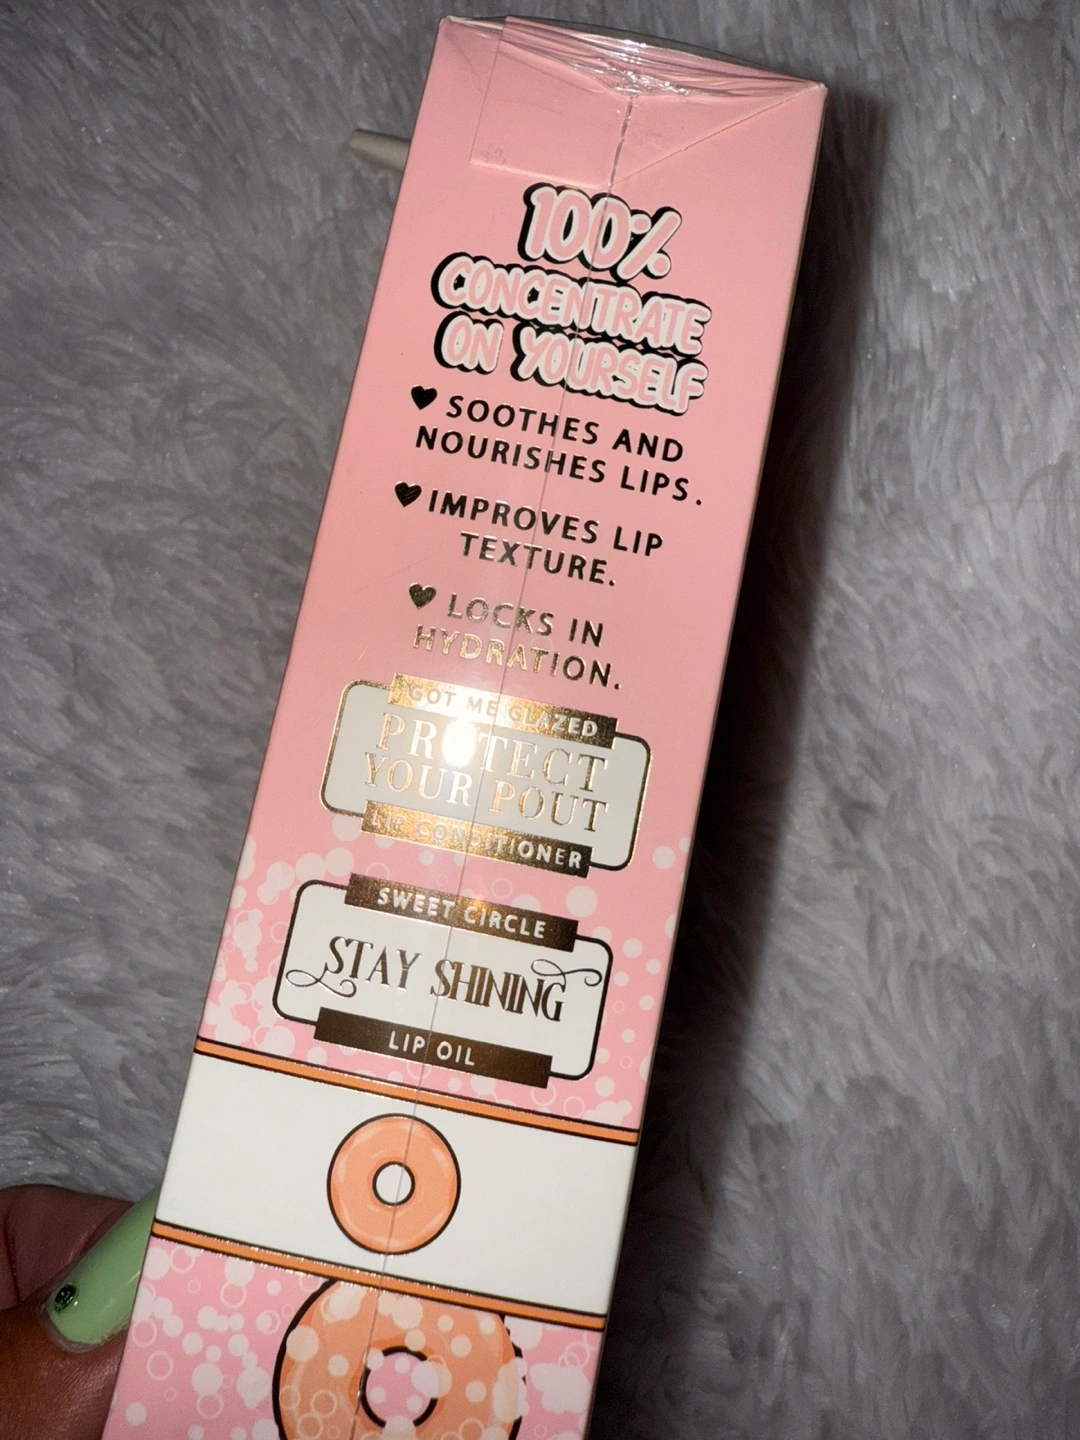 100%
CONCENTRATE
ON YOURSELF
SOOTHES AND
NOURISHES LIPS.
IMPROVES LIP
TEXTURE.
LOCKS IN
HYDRATION.
GOT ME GLAZED
PROTECT
YOUR POUT
LIP CONDITIONER
SWEET CIRCLE
STAY SHINING
LIP OIL